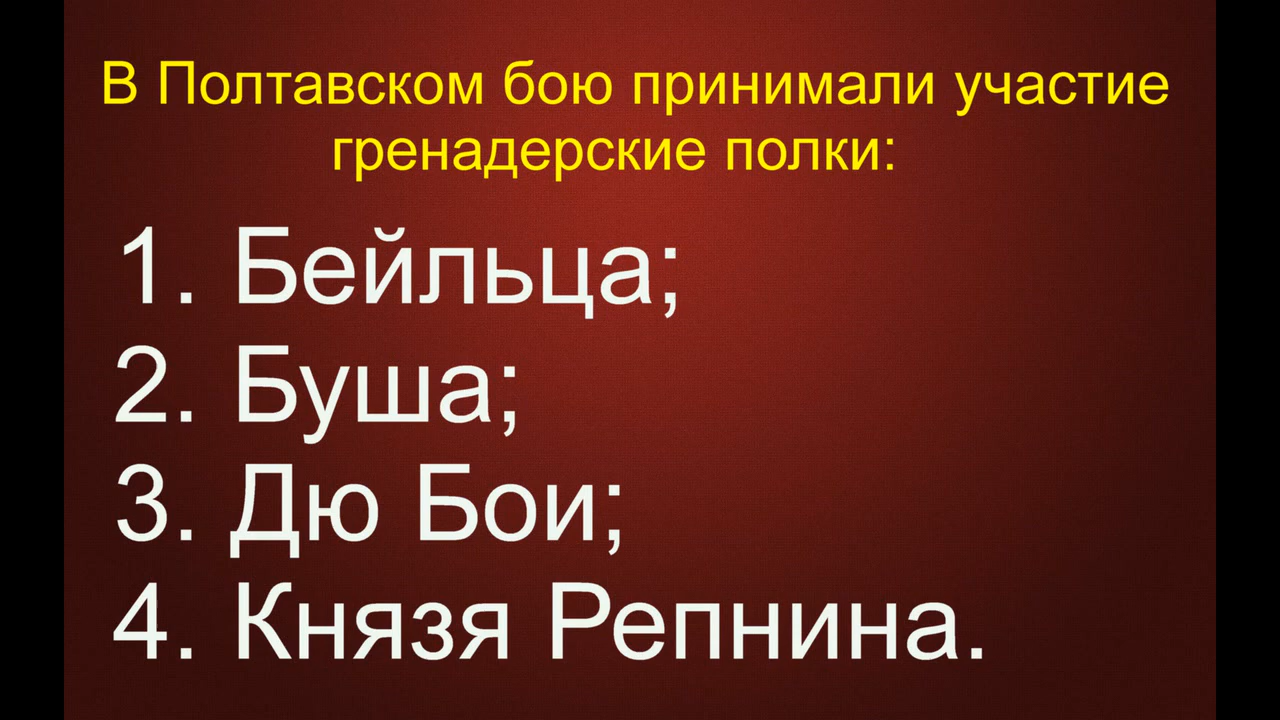 В Полтавском бою принимали участие
гренадерские полки:
1. Бейльца;
2. Буша;
3. Дю Бои;
4. Князя Репнина.